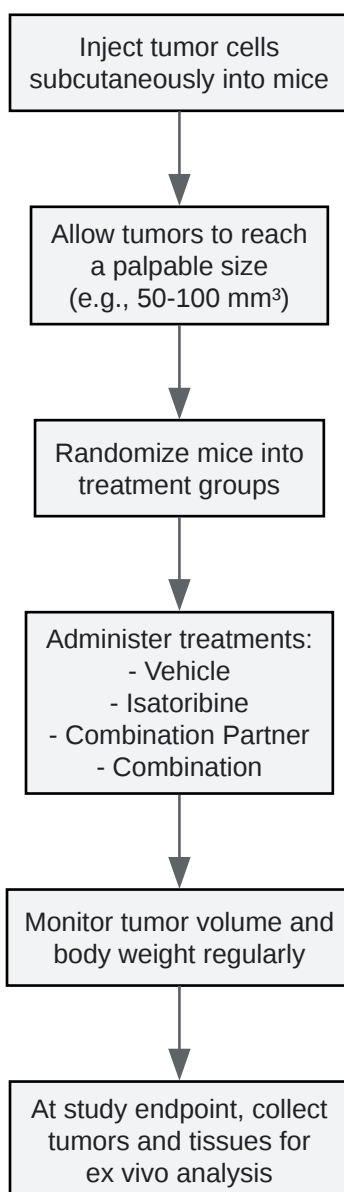 Inject tumor cells
subcutaneously into mice
Allow tumors to reach
a palpable size
(e.g., 50-100 mm³)
Randomize mice into
treatment groups
Administer treatments:
- Vehicle
- Isatoribine
- Combination Partner
- Combination
Monitor tumor volume and
body weight regularly
At study endpoint, collect
tumors and tissues for
ex vivo analysis